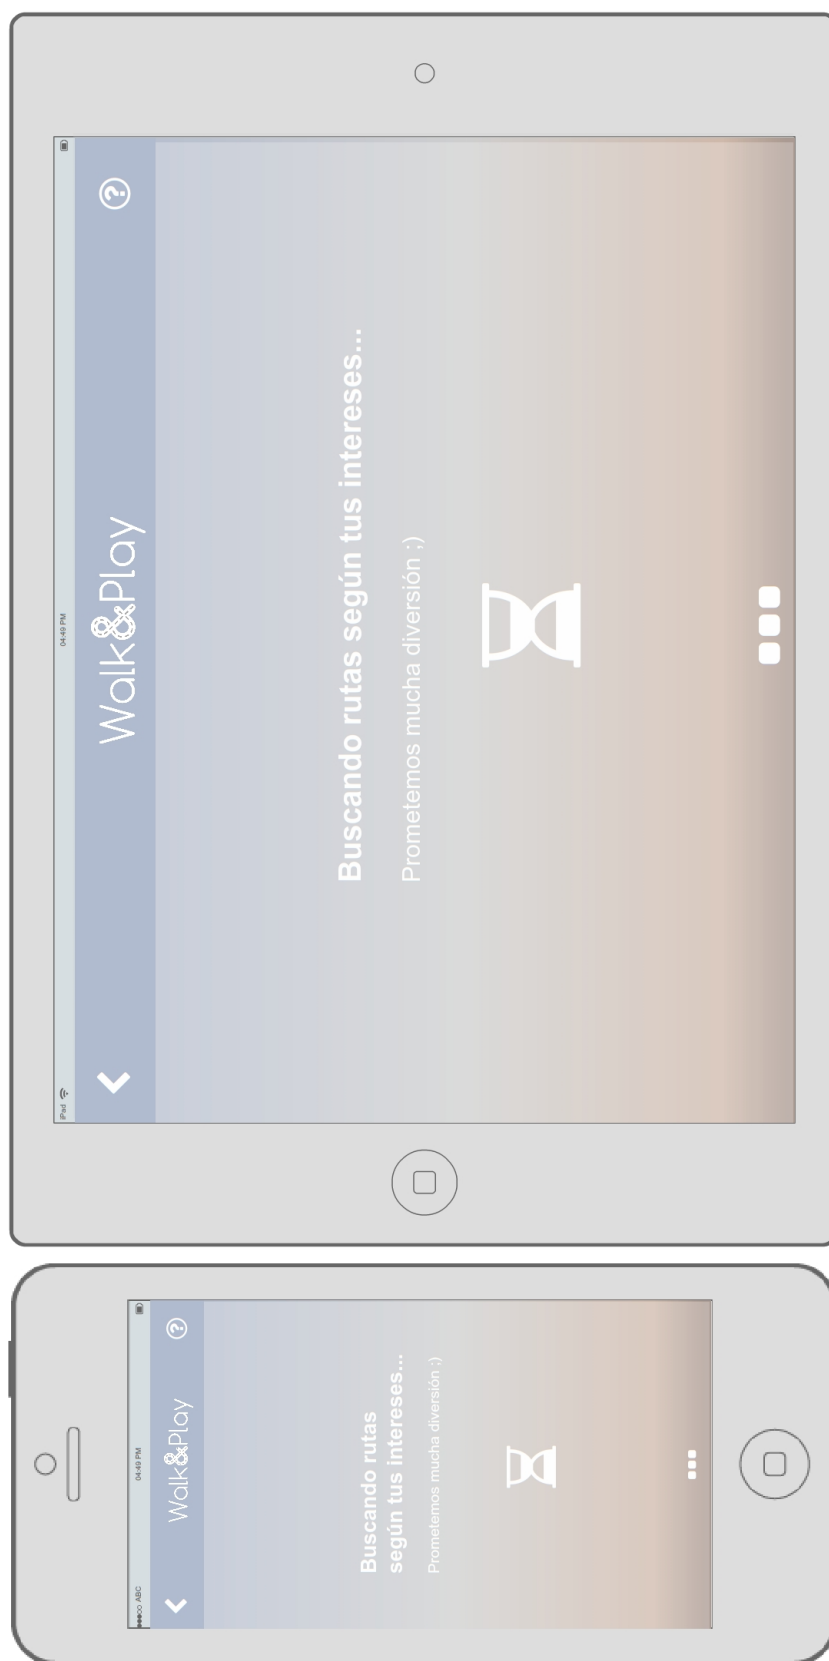 iPad
04:49 PM
Walk&Play
?
Buscando rutas según tus intereses...
Prometemos mucha diversión ;)
ABC
04:49 PM
Walk&Play
?
Buscando rutas
según tus intereses...
Prometemos mucha diversión ;)